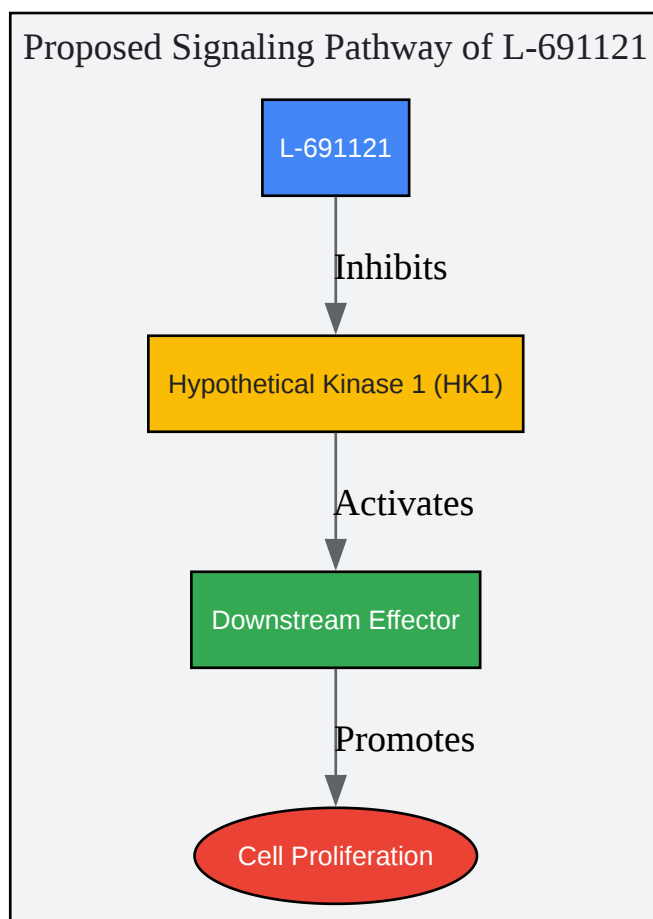 Proposed Signaling Pathway of L-691121
L-691121
Inhibits
Hypothetical Kinase 1 (HK1)
Activates
Downstream Effector
Promotes
Cell Proliferation